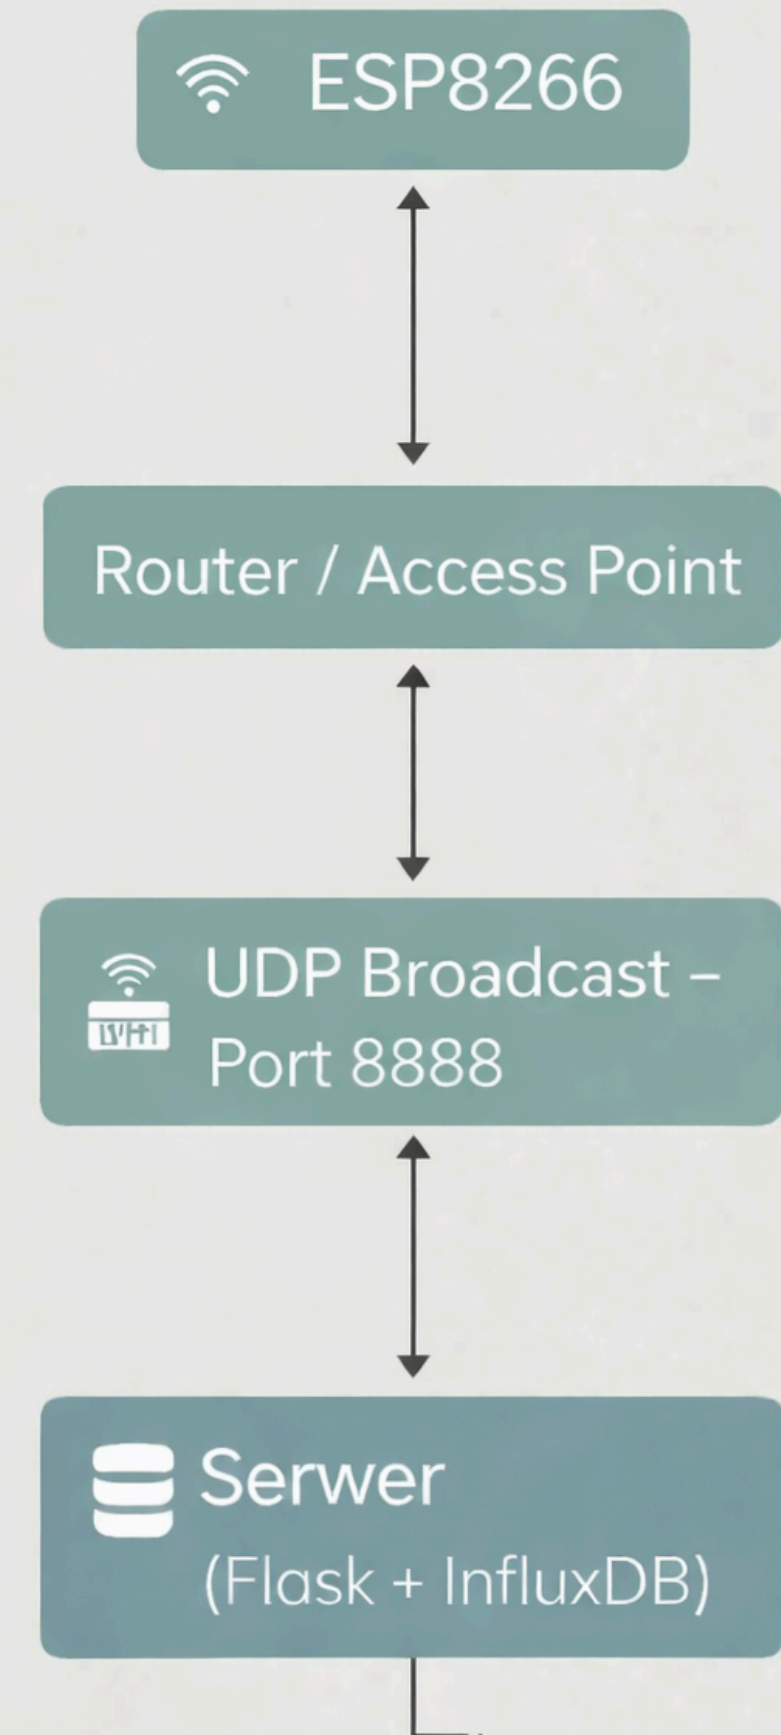 ESP8266
Router / Access Point
UDP Broadcast –
Port 8888
Serwer
(Flask + InfluxDB)